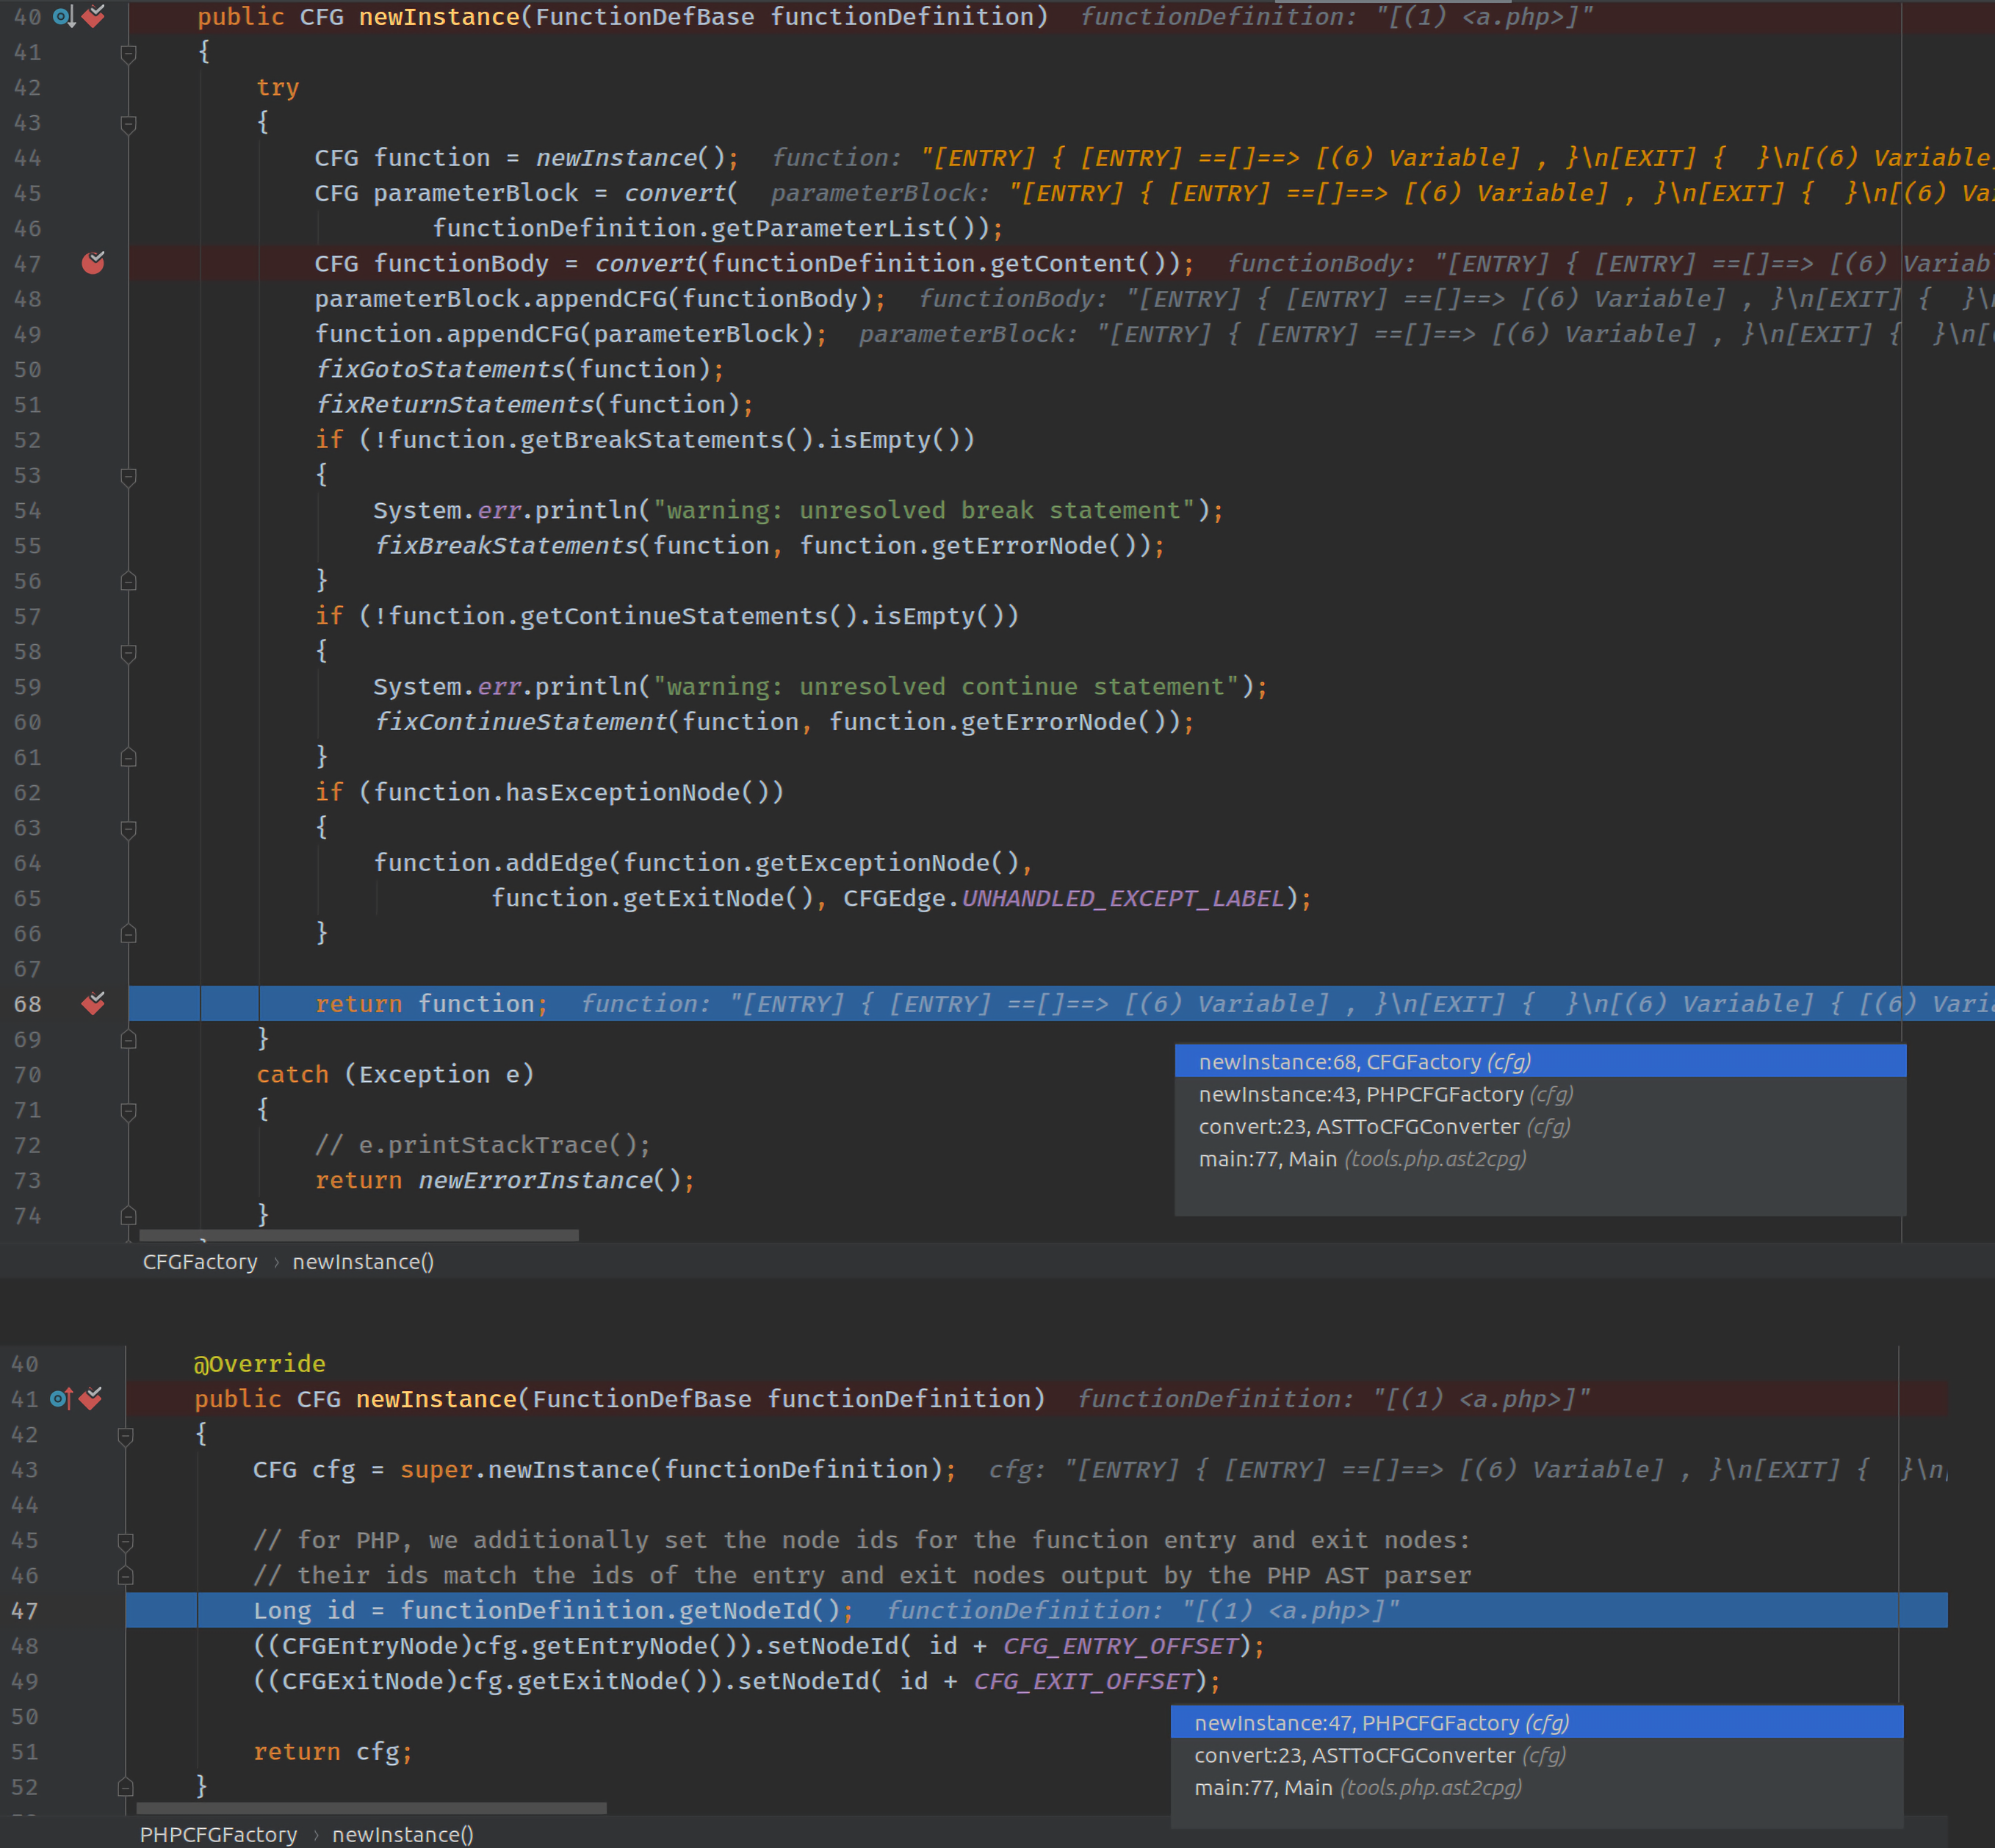 40 public CFG newInstance(FunctionDefBase functionDefinition) functionDefinition: "[(1) <a.php>]"
41 {
42 try
43 {
44 CFG function = newInstance(); function: "[ENTRY] { [ENTRY] ==[]==> [(6) Variable] , }\n[EXIT] {  }\n[(6) Variable]
45 CFG parameterBlock = convert( parameterBlock: "[ENTRY] { [ENTRY] ==[]==> [(6) Variable] , }\n[EXIT] {  }\n[(6) Va
46 functionDefinition.getParameterList());
47 CFG functionBody = convert(functionDefinition.getContent()); functionBody: "[ENTRY] { [ENTRY] ==[]==> [(6) Variab
48 parameterBlock.appendCFG(functionBody); functionBody: "[ENTRY] { [ENTRY] ==[]==> [(6) Variable] , }\n[EXIT] {  }\n
49 function.appendCFG(parameterBlock); parameterBlock: "[ENTRY] { [ENTRY] ==[]==> [(6) Variable] , }\n[EXIT] {  }\n[(
50 fixGotoStatements(function);
51 fixReturnStatements(function);
52 if (!function.getBreakStatements().isEmpty())
53 {
54 System.err.println("warning: unresolved break statement");
55 fixBreakStatements(function, function.getErrorNode());
56 }
57 if (!function.getContinueStatements().isEmpty())
58 {
59 System.err.println("warning: unresolved continue statement");
60 fixContinueStatement(function, function.getErrorNode());
61 }
62 if (function.hasExceptionNode())
63 {
64 function.addEdge(function.getExceptionNode(),
65 function.getExitNode(), CFGEdge.UNHANDLED_EXCEPT_LABEL);
66 }
67
68 return function; function: "[ENTRY] { [ENTRY] ==[]==> [(6) Variable] , }\n[EXIT] {  }\n[(6) Variable] { [(6) Varia
69 }
70 catch (Exception e)
71 {
72 // e.printStackTrace();
73 return newErrorInstance();
74 }
newInstance:68, CFGFactory (cfg)
newInstance:43, PHPCFGFactory (cfg)
convert:23, ASTToCFGConverter (cfg)
main:77, Main (tools.php.ast2cpg)
CFGFactory › newInstance()
40 @Override
41 public CFG newInstance(FunctionDefBase functionDefinition) functionDefinition: "[(1) <a.php>]"
42 {
43 CFG cfg = super.newInstance(functionDefinition); cfg: "[ENTRY] { [ENTRY] ==[]==> [(6) Variable] , }\n[EXIT] {  }\n
44
45 // for PHP, we additionally set the node ids for the function entry and exit nodes:
46 // their ids match the ids of the entry and exit nodes output by the PHP AST parser
47 Long id = functionDefinition.getNodeId(); functionDefinition: "[(1) <a.php>]"
48 ((CFGEntryNode)cfg.getEntryNode()).setNodeId( id + CFG_ENTRY_OFFSET);
49 ((CFGExitNode)cfg.getExitNode()).setNodeId( id + CFG_EXIT_OFFSET);
50
51 return cfg;
52 }
newInstance:47, PHPCFGFactory (cfg)
convert:23, ASTToCFGConverter (cfg)
main:77, Main (tools.php.ast2cpg)
PHPCFGFactory › newInstance()